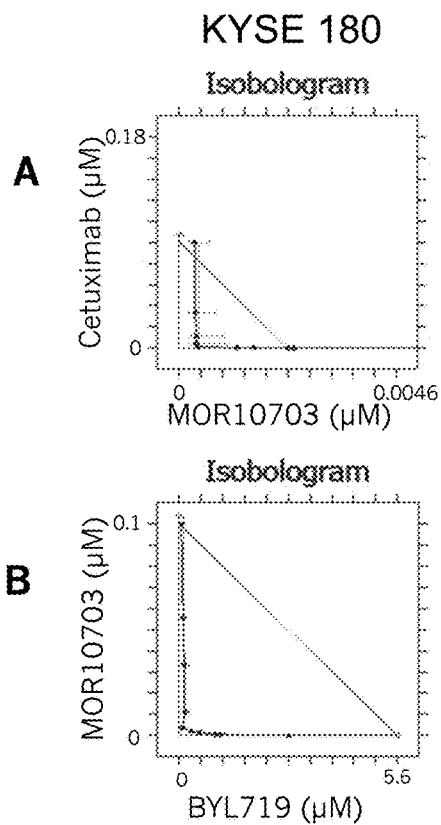 KYSE 180
Isobologram
A
Cetuximab (μM)
0.18
0
0
0.0046
MOR10703 (μM)
Isobologram
B
MOR10703 (μM)
0.1
0
0
5.6
BYL719 (μM)